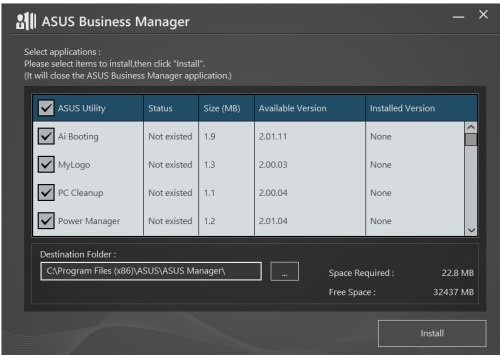 ASUS Business Manager
Select applications :
Please select items to install,then click "Install".
(It will close the ASUS Business Manager application.)
ASUS Utility Status Size (MB) Available Version Installed Version
Ai Booting Not existed 1.9 2.01.11 None
MyLogo Not existed 1.3 2.00.03 None
PC Cleanup Not existed 1.1 2.00.04 None
Power Manager Not existed 1.2 2.01.04 None
Destination Folder :
C:\Program Files (x86)\ASUS\ASUS Manager\ ... Space Required : 22.8 MB
Free Space : 32437 MB
Install